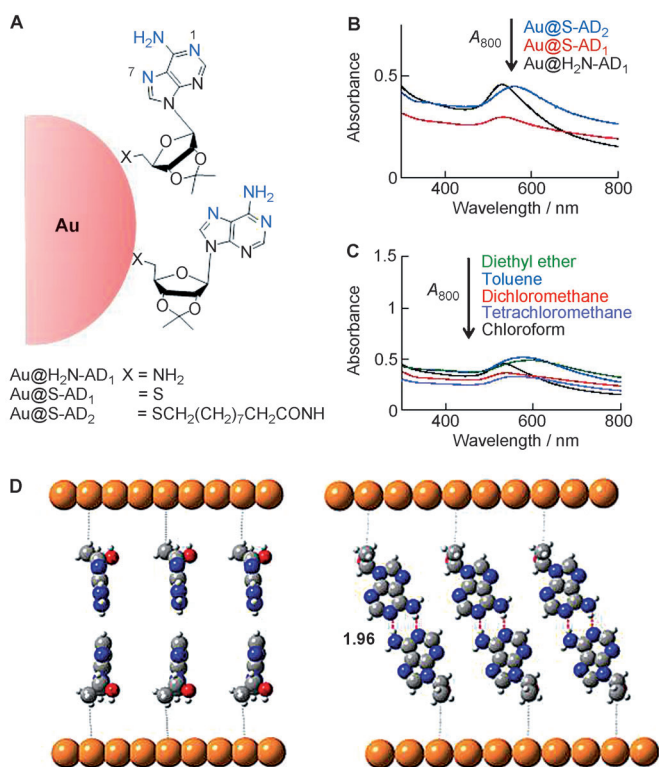 A
H₂N
N
1
7
N
N
N
X
O
O
O
NH₂
N
N
N
N
X
O
O
O
Au
Au@H₂N-AD₁ X = NH₂
Au@S-AD₁ = S
Au@S-AD₂ = SCH₂(CH₂)₇CH₂CONH
B
A₈₀₀
Au@S-AD₂
Au@S-AD₁
Au@H₂N-AD₁
Absorbance
0.5
0
400 600 800
Wavelength / nm
C
A₈₀₀
Diethyl ether
Toluene
Dichloromethane
Tetrachloromethane
Chloroform
Absorbance
1.5
1
0.5
0
400 600 800
Wavelength / nm
D
1.96